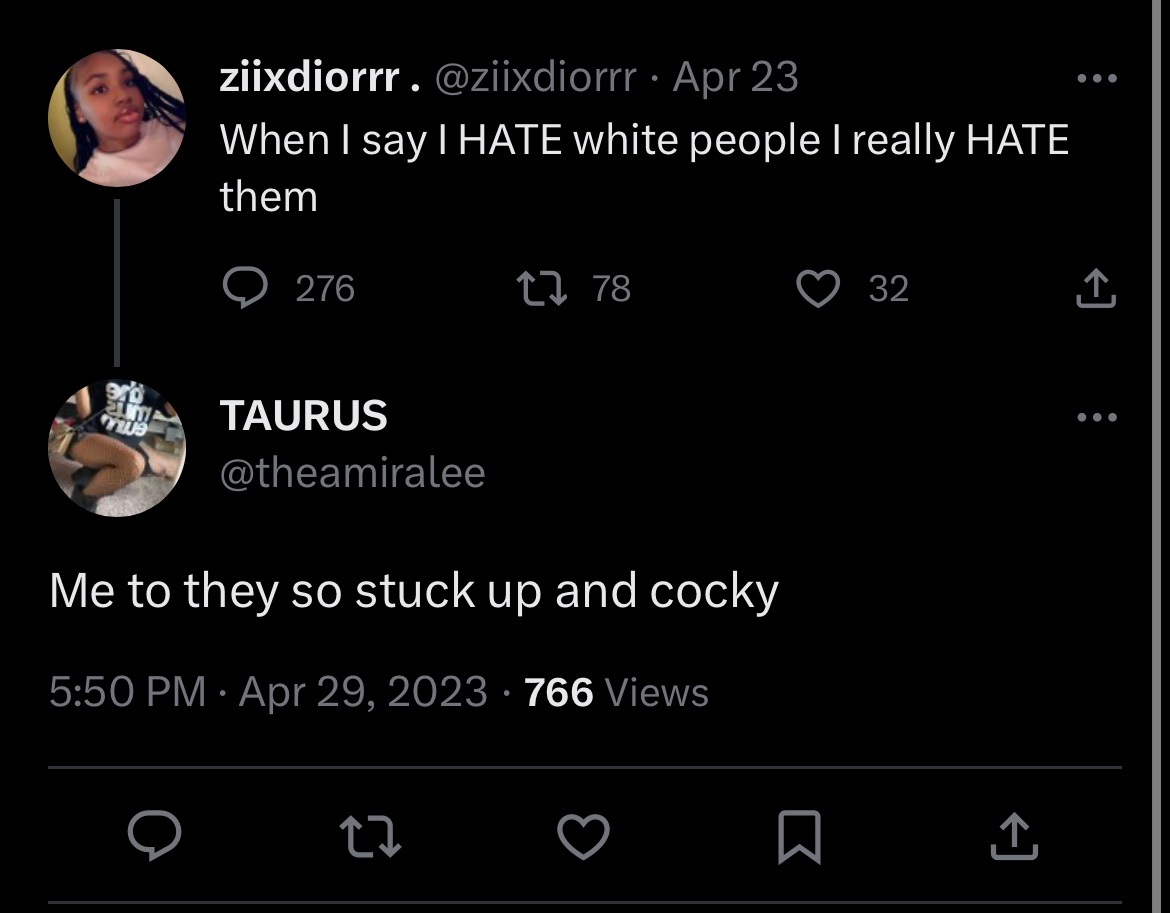 ziixdiorrr . @ziixdiorrr · Apr 23
When I say I HATE white people I really HATE
them
276 78 32
TAURUS
@theamiralee
Me to they so stuck up and cocky
5:50 PM · Apr 29, 2023 · 766 Views